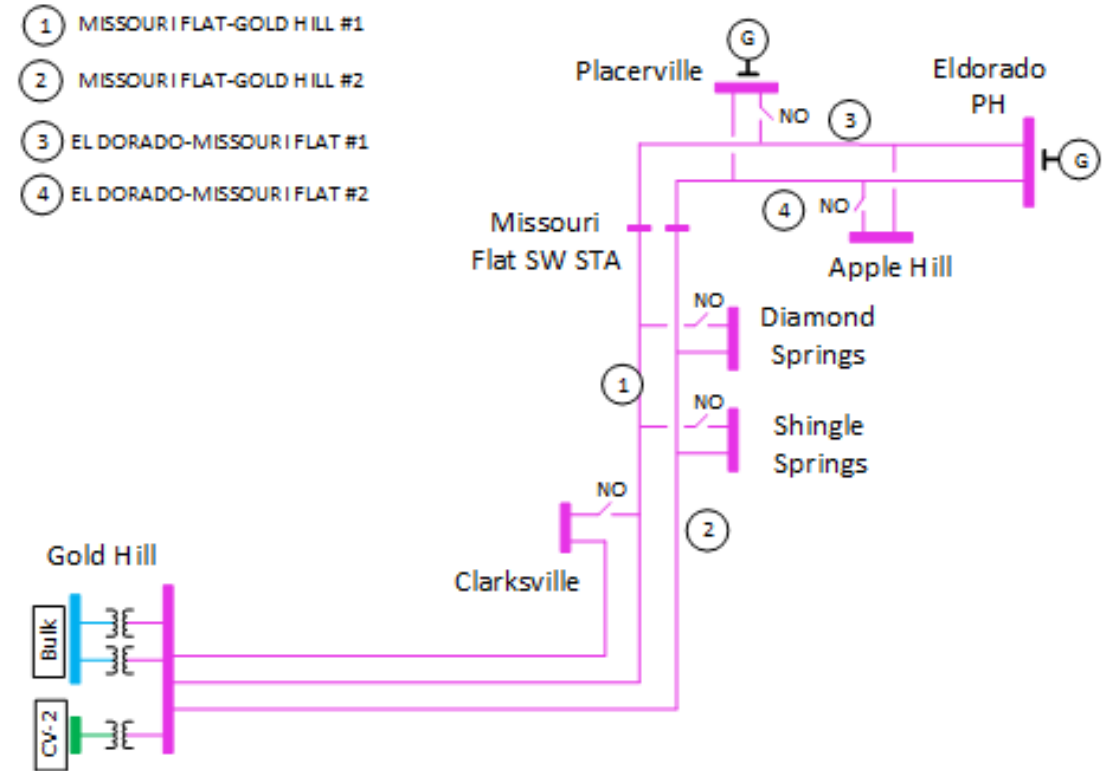 1 MISSOURI FLAT-GOLD HILL #1
2 MISSOURI FLAT-GOLD HILL #2
3 EL DORADO-MISSOURI FLAT #1
4 EL DORADO-MISSOURI FLAT #2
G
Placerville
Eldorado
PH
NO
3
G
4
NO
Missouri
Flat SW STA
Apple Hill
NO
Diamond
Springs
1
NO
Shingle
Springs
NO
2
Clarksville
Gold Hill
Bulk
CV-2